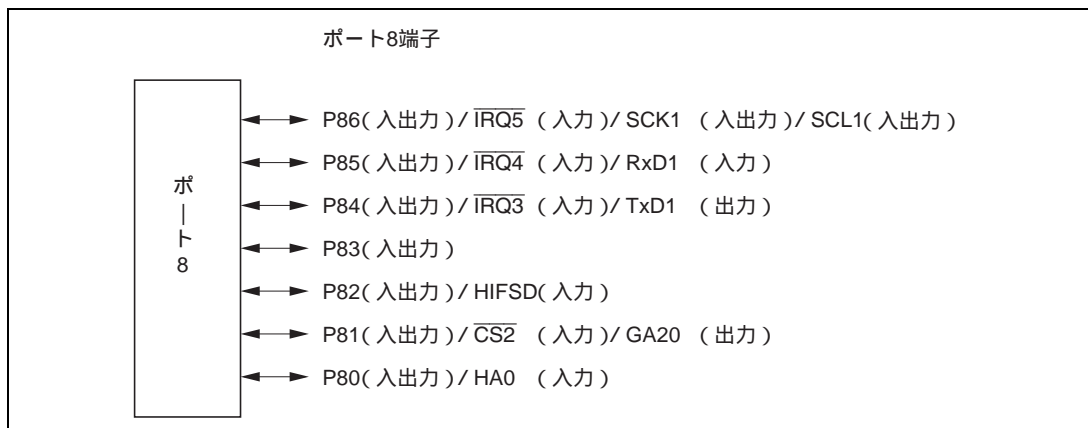 ポート8端子
ポート8
P86(入出力)/IRQ5 (入力)/SCK1 (入出力)/SCL1(入出力)
P85(入出力)/IRQ4 (入力)/RxD1 (入力)
P84(入出力)/IRQ3 (入力)/TxD1 (出力)
P83(入出力)
P82(入出力)/HIFSD(入力)
P81(入出力)/CS2 (入力)/GA20 (出力)
P80(入出力)/HA0 (入力)